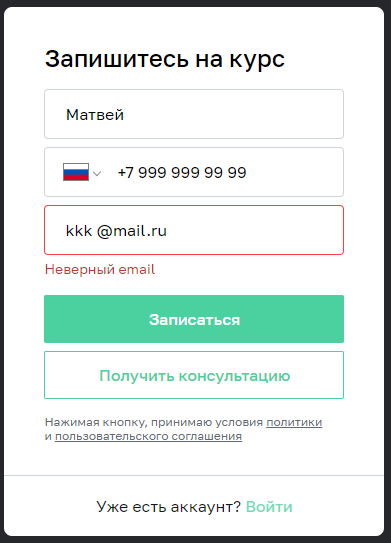 Запишитесь на курс
Матвей
+7 999 999 99 99
kkk @mail.ru
Неверный email
Записаться
Получить консультацию
Нажимая кнопку, принимаю условия политики
и пользовательского соглашения
Уже есть аккаунт? Войти